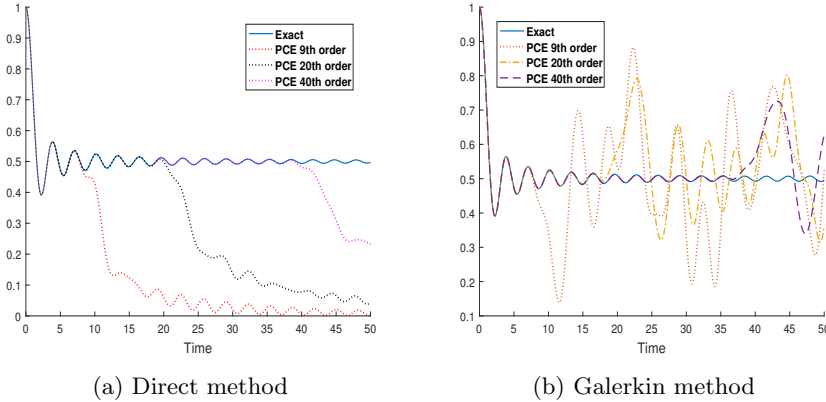 1
0.9
0.8
0.7
0.6
0.5
0.4
0.3
0.2
0.1
0
0 5 10 15 20 25 30 35 40 45 50
Time
Exact
PCE 9th order
PCE 20th order
PCE 40th order
(a) Direct method
1
0.9
0.8
0.7
0.6
0.5
0.4
0.3
0.2
0.1
0 5 10 15 20 25 30 35 40 45 50
Time
Exact
PCE 9th order
PCE 20th order
PCE 40th order
(b) Galerkin method